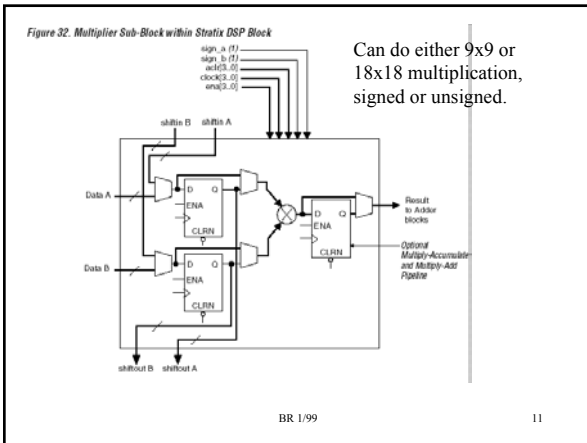 Figure 32. Multiplier Sub-Block within Stratix DSP Block
sign_a (1)
sign_b (1)
aclr[3..0]
clock[3..0]
ena[3..0]
Can do either 9x9 or
18x18 multiplication,
signed or unsigned.
shiftin B shiftin A
Data A
D Q
ENA
CLRN
Data B
D Q
ENA
CLRN
D Q
ENA
CLRN
Result
to Adder
blocks
Optional
Multiply-Accumulate
and Multiply-Add
Pipeline
shiftout B shiftout A
BR 1/99
11